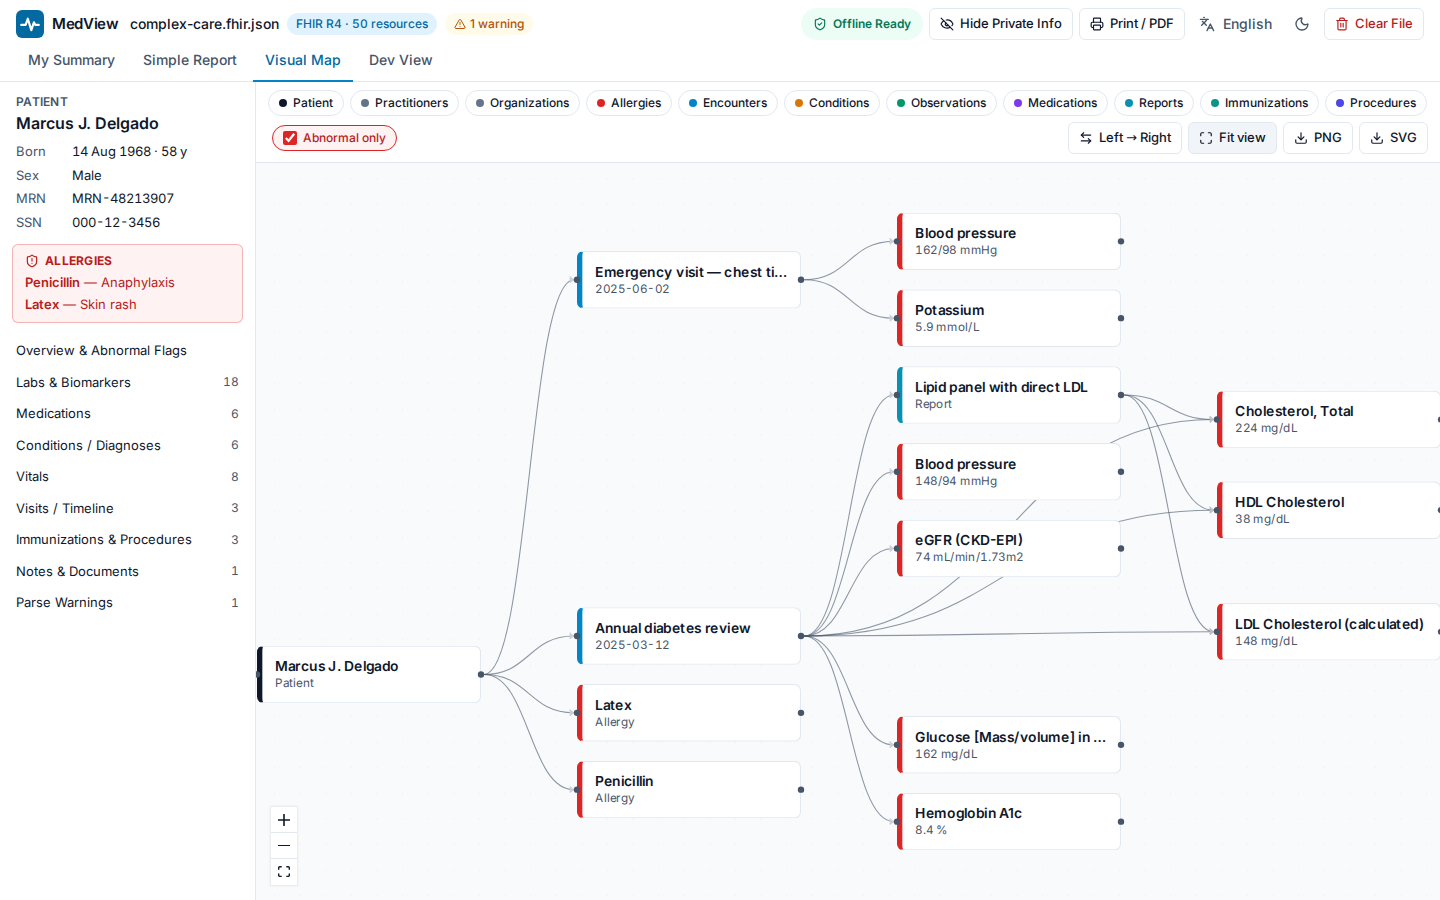 MedView complex-care.fhir.json FHIR R4 · 50 resources 1 warning Offline Ready Hide Private Info Print / PDF English Clear File
My Summary Simple Report Visual Map Dev View
PATIENT
Marcus J. Delgado
Born 14 Aug 1968 · 58 y
Sex Male
MRN MRN-48213907
SSN 000-12-3456
ALLERGIES
Penicillin — Anaphylaxis
Latex — Skin rash
Overview & Abnormal Flags
Labs & Biomarkers 18
Medications 6
Conditions / Diagnoses 6
Vitals 8
Visits / Timeline 3
Immunizations & Procedures 3
Notes & Documents 1
Parse Warnings 1
Patient Practitioners Organizations Allergies Encounters Conditions Observations Medications Reports Immunizations Procedures
Abnormal only Left → Right Fit view PNG SVG
Marcus J. Delgado
Patient
Emergency visit — chest ti...
2025-06-02
Annual diabetes review
2025-03-12
Latex
Allergy
Penicillin
Allergy
Blood pressure
162/98 mmHg
Potassium
5.9 mmol/L
Lipid panel with direct LDL
Report
Blood pressure
148/94 mmHg
eGFR (CKD-EPI)
74 mL/min/1.73m2
Glucose [Mass/volume] in ...
162 mg/dL
Hemoglobin A1c
8.4 %
Cholesterol, Total
224 mg/dL
HDL Cholesterol
38 mg/dL
LDL Cholesterol (calculated)
148 mg/dL